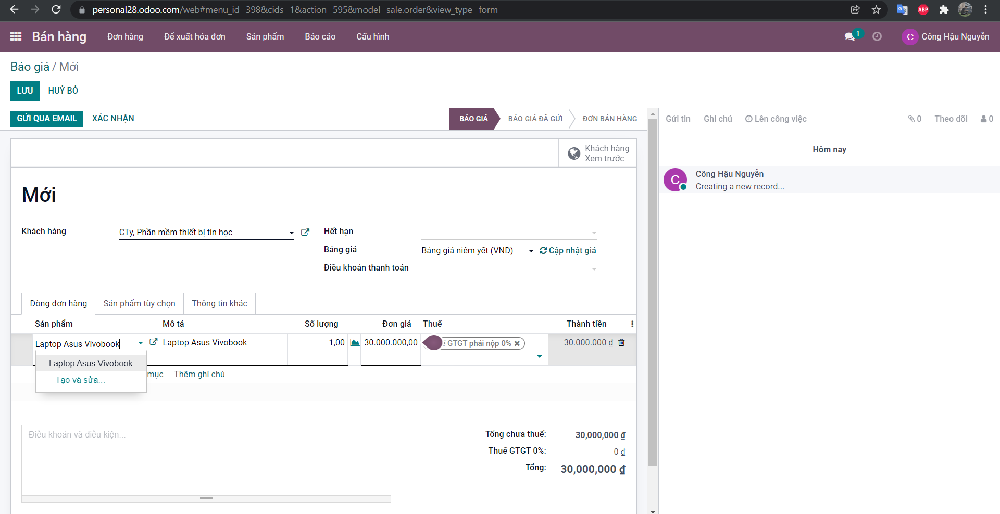 personal28.odoo.com/web#menu_id=398&cids=1&action=595&model=sale.order&view_type=form
ABP
Bán hàng Đơn hàng Để xuất hóa đơn Sản phẩm Báo cáo Cấu hình 1 C Công Hậu Nguyễn
Báo giá / Mới
LƯU HUỶ BỎ
GỬI QUA EMAIL XÁC NHẬN BÁO GIÁ BÁO GIÁ ĐÃ GỬI ĐƠN BÁN HÀNG
Gửi tin Ghi chú Lên công việc 0 Theo dõi 0
Khách hàng
Xem trước
Hôm nay
C Công Hậu Nguyễn
Creating a new record...
Mới
Khách hàng CTy, Phần mềm thiết bị tin học
Hết hạn
Bảng giá Bảng giá niêm yết (VND) Cập nhật giá
Điều khoản thanh toán
Dòng đơn hàng Sản phẩm tùy chọn Thông tin khác
Sản phẩm Mô tả Số lượng Đơn giá Thuế Thành tiền
Laptop Asus Vivobook Laptop Asus Vivobook 1,00 30.000.000,00 GTGT phải nộp 0% 30.000.000 ₫
Laptop Asus Vivobook
Tạo và sửa...
mục Thêm ghi chú
Điều khoản và điều kiện...
Tổng chưa thuế: 30,000,000 ₫
Thuế GTGT 0%: 0 ₫
Tổng: 30,000,000 ₫